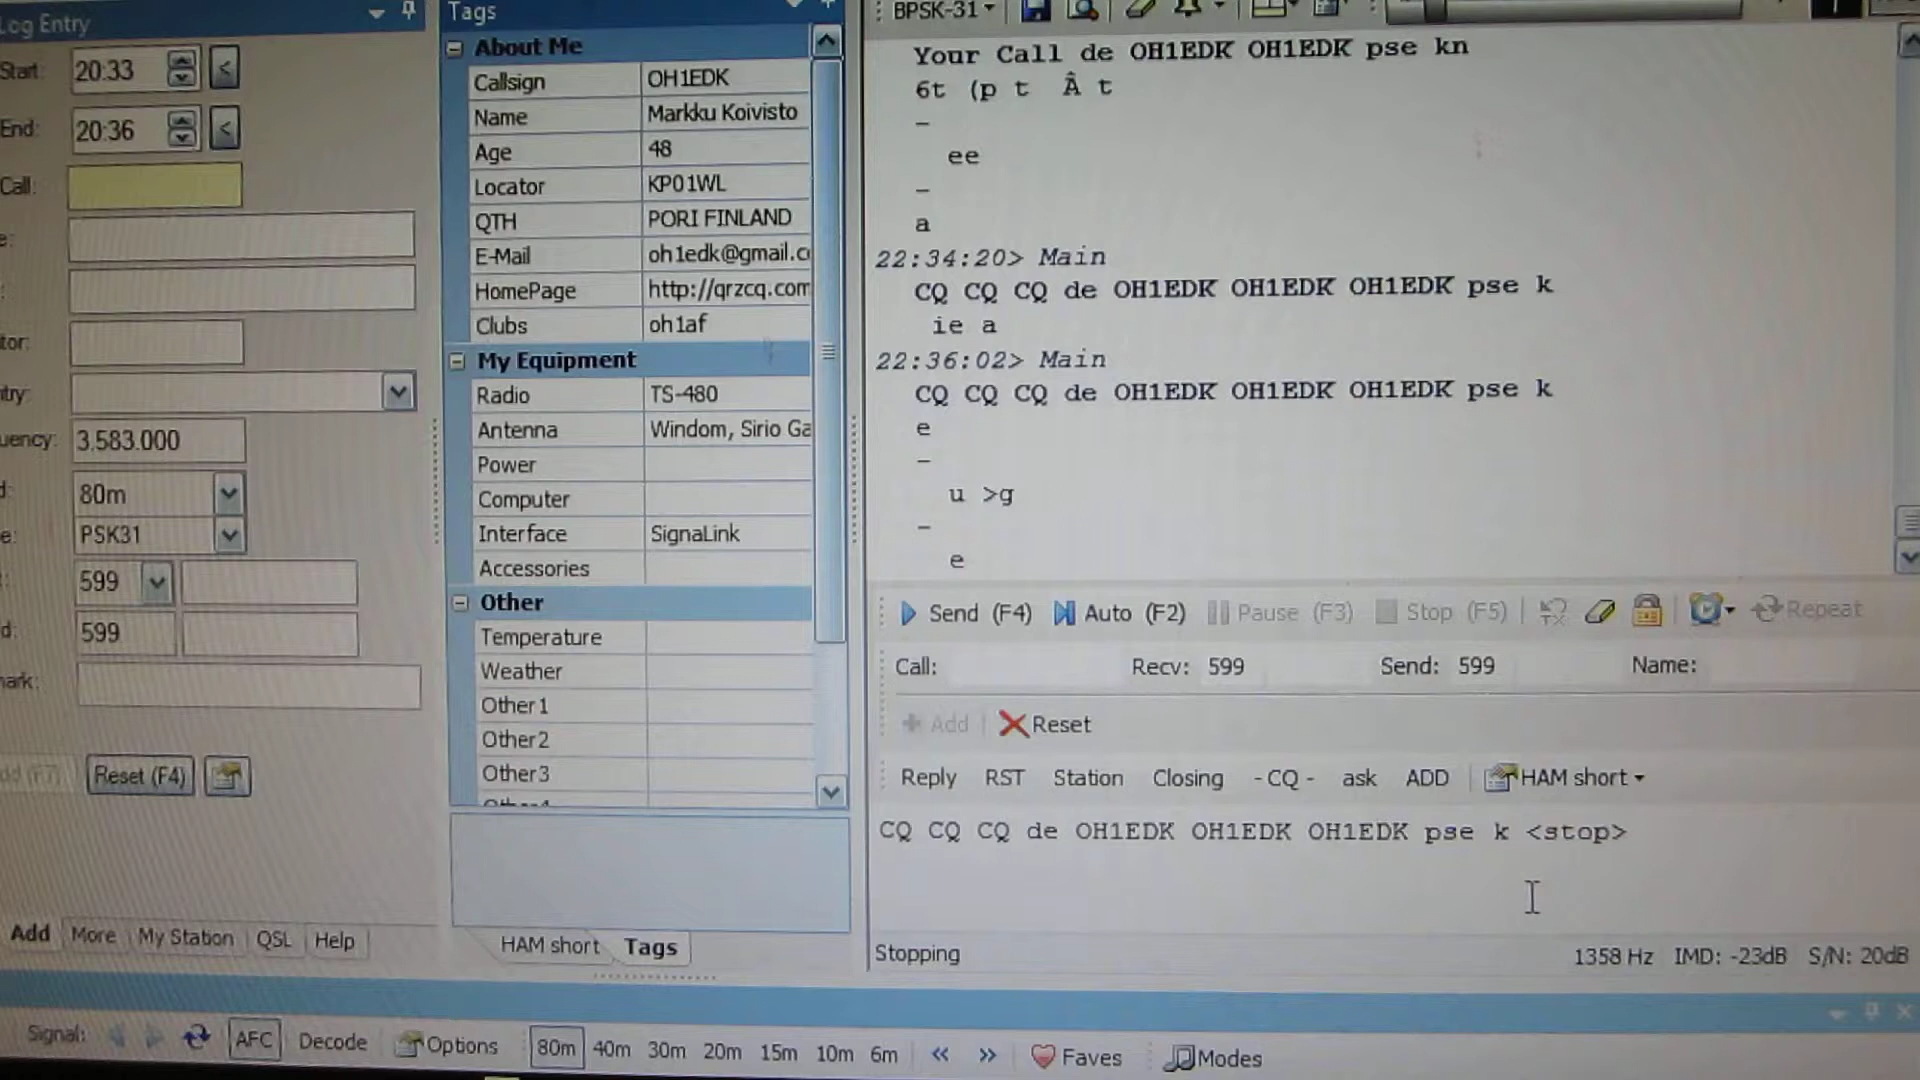 Log Entry
Start: 20:33 <
End: 20:36 <
Call:
e:
:
tor:
ntry:
uency: 3.583.000
d: 80m
e: PSK31
: 599
d: 599
nark:
dd (F7) Reset (F4)
Add More My Station QSL Help
Tags
About Me
Callsign OH1EDK
Name Markku Koivisto
Age 48
Locator KP01WL
QTH PORI FINLAND
E-Mail oh1edk@gmail.c
HomePage http://qrzcq.com
Clubs oh1af
My Equipment
Radio TS-480
Antenna Windom, Sirio Ga
Power
Computer
Interface SignaLink
Accessories
Other
Temperature
Weather
Other1
Other2
Other3
HAM short Tags
BPSK-31
Your Call de OH1EDK OH1EDK pse kn
6t (p t Â t
—
ee
—
a
22:34:20> Main
CQ CQ CQ de OH1EDK OH1EDK OH1EDK pse k
ie a
22:36:02> Main
CQ CQ CQ de OH1EDK OH1EDK OH1EDK pse k
e
—
u >g
—
e
Send (F4) Auto (F2) Pause (F3) Stop (F5) TX Repeat
Call: Recv: 599 Send: 599 Name:
Add Reset
Reply RST Station Closing - CQ - ask ADD HAM short
CQ CQ CQ de OH1EDK OH1EDK OH1EDK pse k <stop>
Stopping 1358 Hz IMD: -23dB S/N: 20dB
Signal: AFC Decode Options 80m 40m 30m 20m 15m 10m 6m « » Faves Modes